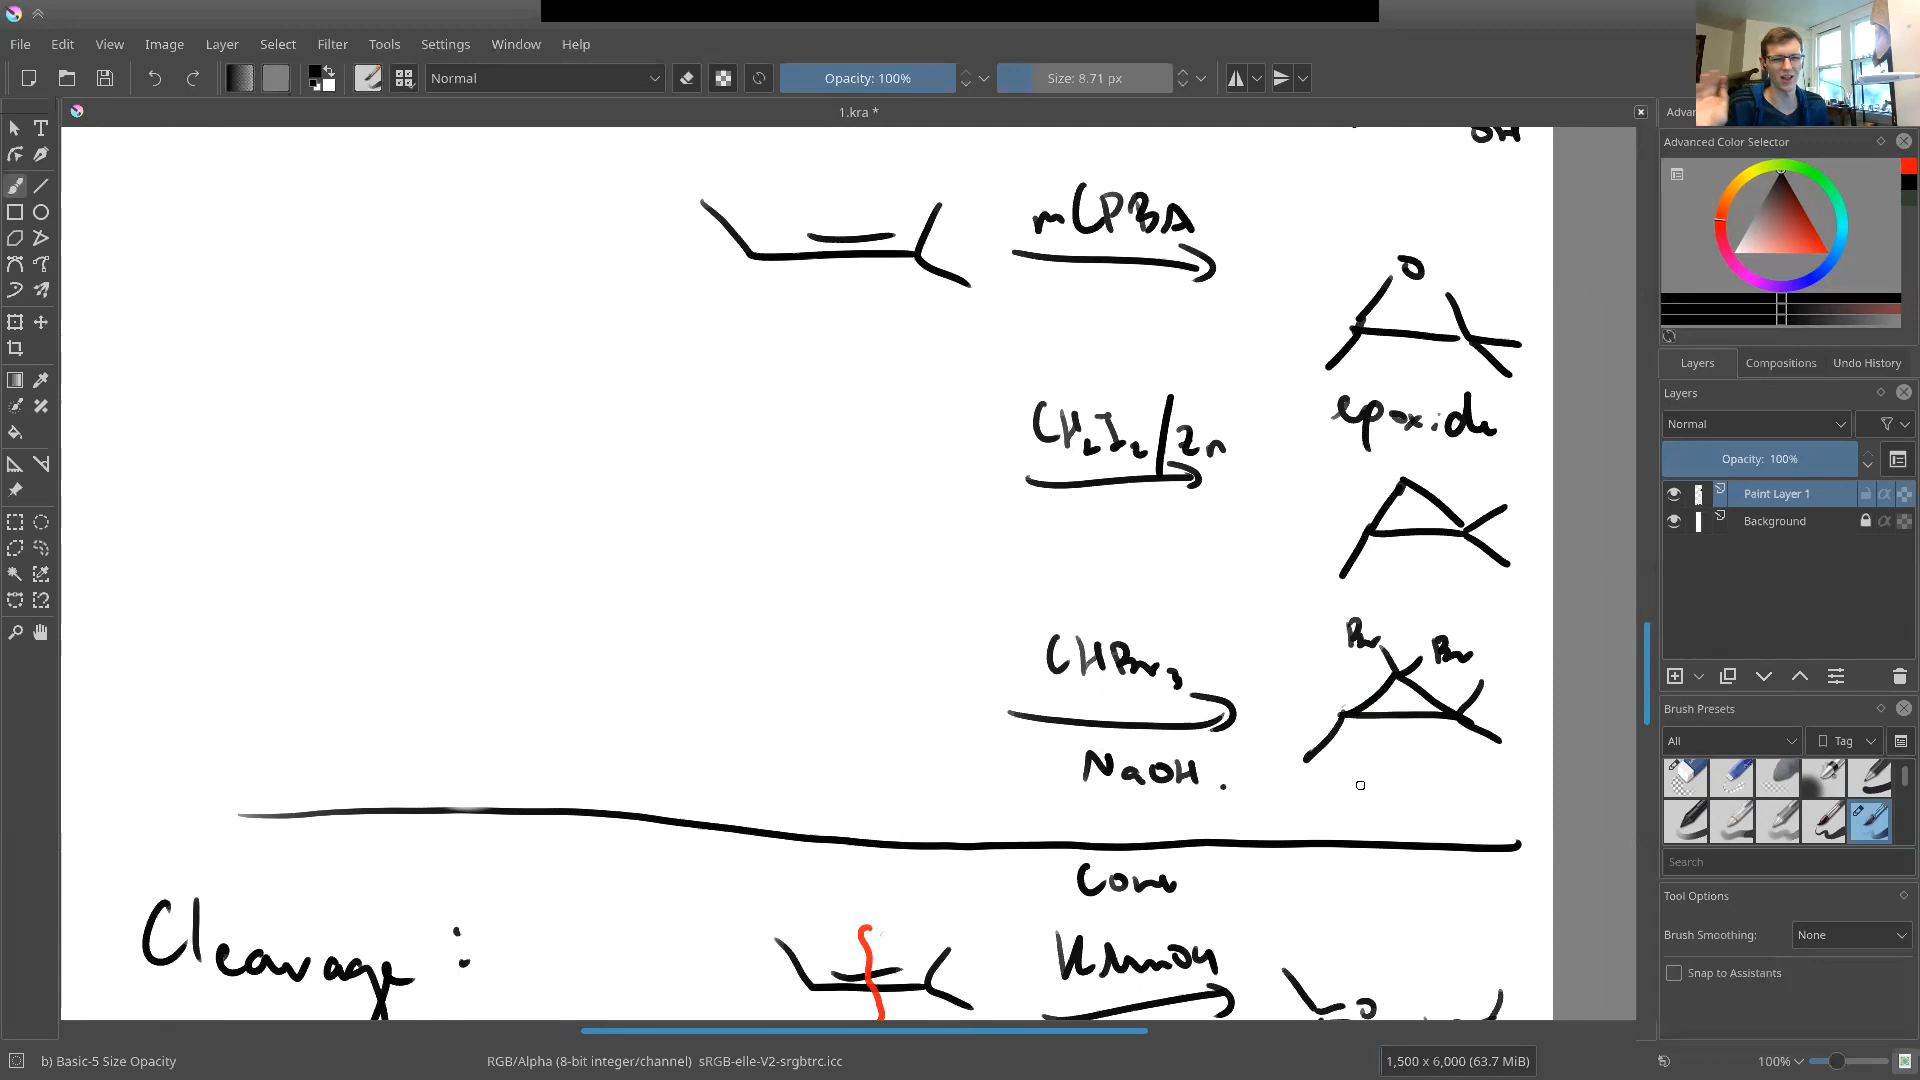 File Edit View Image Layer Select Filter Tools Settings Window Help
Normal
Opacity: 100%
Size: 8.71 px
1.kra *
OH
mCPBA
O
CH2I2/Zn
epoxide
CHBr3
Br Br
NaOH.
Conc
Cleavage :
KMnO4
O
Advanced Color Selector
Layers Compositions Undo History
Layers
Normal
Opacity: 100%
Paint Layer 1
Background
Brush Presets
All
Tag
Search
Tool Options
Brush Smoothing: None
Snap to Assistants
b) Basic-5 Size Opacity
RGB/Alpha (8-bit integer/channel) sRGB-elle-V2-srgbtrc.icc
1,500 x 6,000 (63.7 MiB)
100%